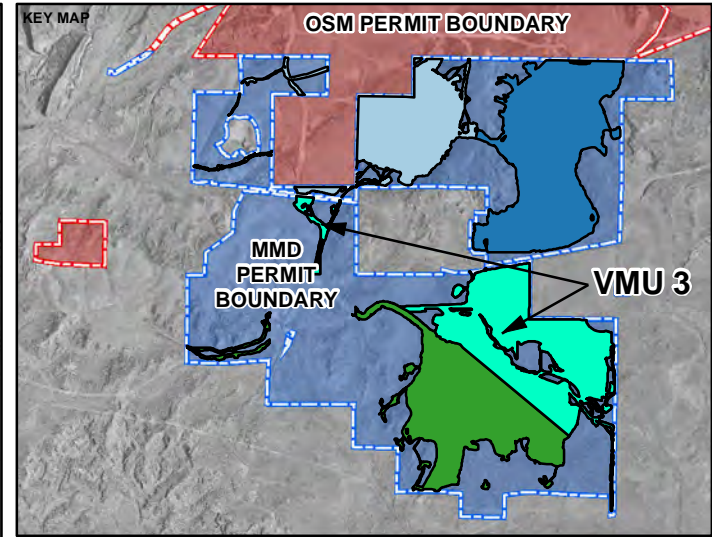 KEY MAP
OSM PERMIT BOUNDARY
MMD
PERMIT
BOUNDARY
VMU 3